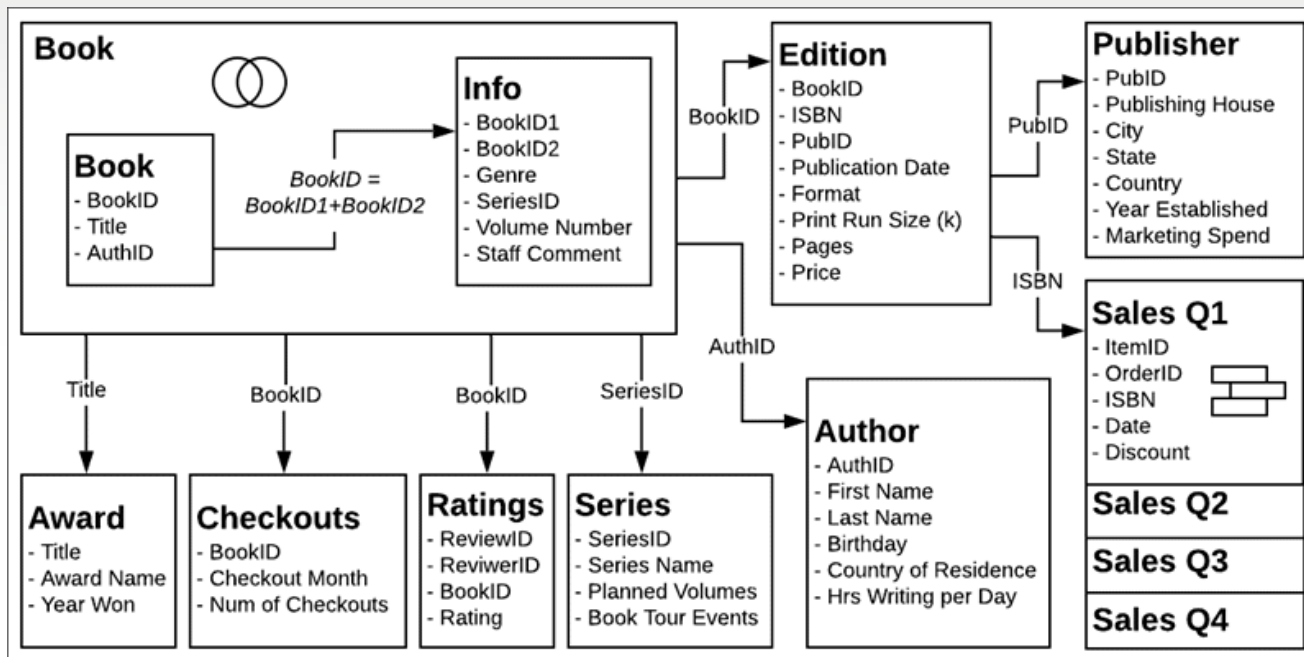 Book
Book
- BookID
- Title
- AuthID
BookID =
BookID1+BookID2
Info
- BookID1
- BookID2
- Genre
- SeriesID
- Volume Number
- Staff Comment
BookID
Edition
- BookID
- ISBN
- PubID
- Publication Date
- Format
- Print Run Size (k)
- Pages
- Price
PubID
Publisher
- PubID
- Publishing House
- City
- State
- Country
- Year Established
- Marketing Spend
ISBN
Sales Q1
- ItemID
- OrderID
- ISBN
- Date
- Discount
Sales Q2
Sales Q3
Sales Q4
AuthID
Author
- AuthID
- First Name
- Last Name
- Birthday
- Country of Residence
- Hrs Writing per Day
Title
Award
- Title
- Award Name
- Year Won
BookID
Checkouts
- BookID
- Checkout Month
- Num of Checkouts
BookID
Ratings
- ReviewID
- ReviwerID
- BookID
- Rating
SeriesID
Series
- SeriesID
- Series Name
- Planned Volumes
- Book Tour Events